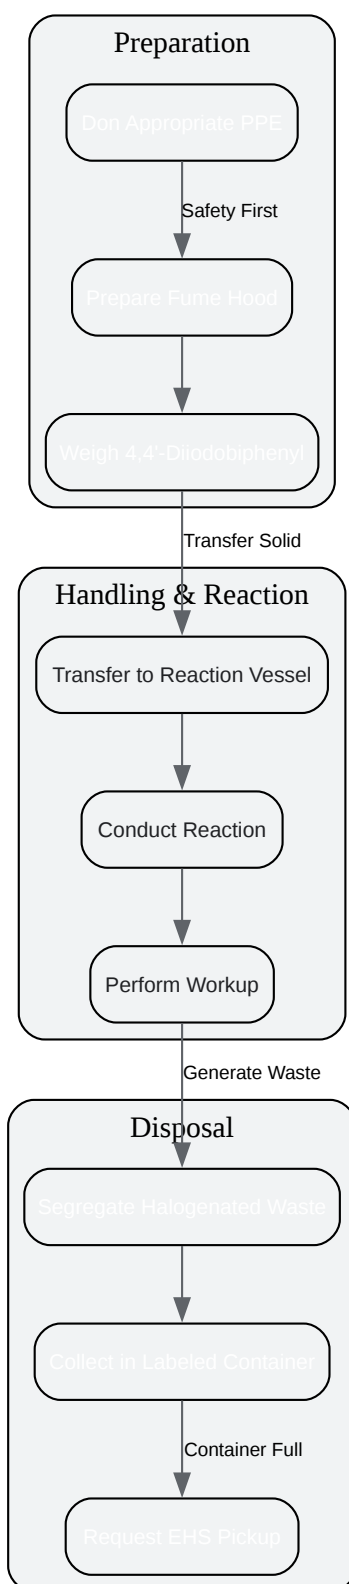 Preparation
Don Appropriate PPE
Safety First
Prepare Fume Hood
Weigh 4,4'-Diiodobiphenyl
Transfer Solid
Handling & Reaction
Transfer to Reaction Vessel
Conduct Reaction
Perform Workup
Generate Waste
Disposal
Segregate Halogenated Waste
Collect in Labeled Container
Container Full
Request EHS Pickup